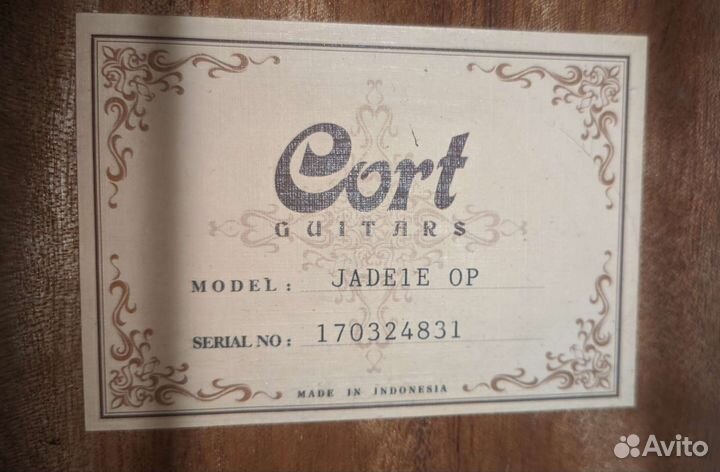 Cort
GUITARS
MODEL: JADE1E OP
SERIAL NO: 170324831
MADE IN INDONESIA
Avito